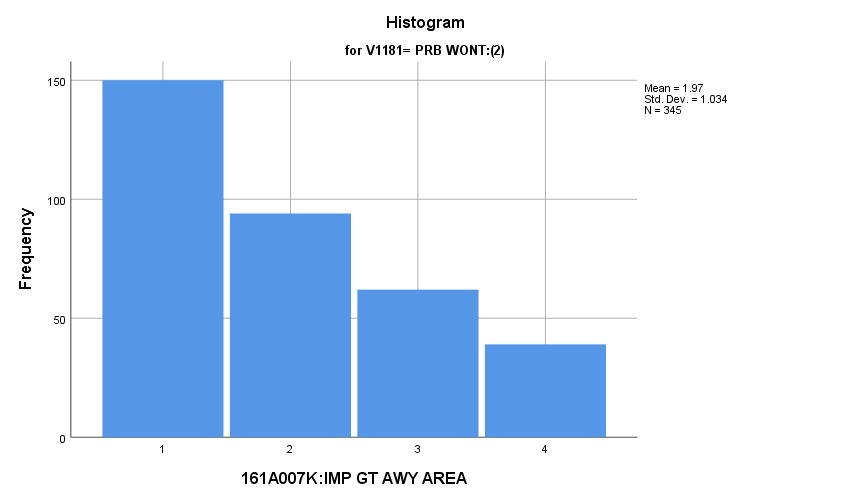 Histogram
for V1181= PRB WONT:(2)
Mean = 1.97
Std. Dev. = 1.034
N = 345
150
100
50
0
Frequency
1 2 3 4
161A007K:IMP GT AWY AREA